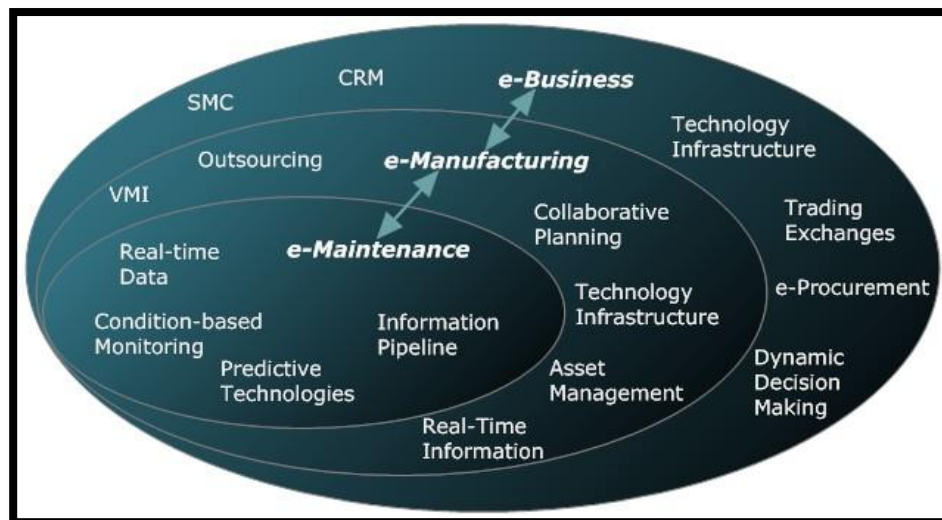 CRM
e-Business
SMC
Technology
Infrastructure
Outsourcing
e-Manufacturing
VMI
Collaborative
Planning
Trading
Exchanges
Real-time
Data
e-Maintenance
e-Procurement
Technology
Infrastructure
Condition-based
Monitoring
Information
Pipeline
Predictive
Technologies
Asset
Management
Dynamic
Decision
Making
Real-Time
Information